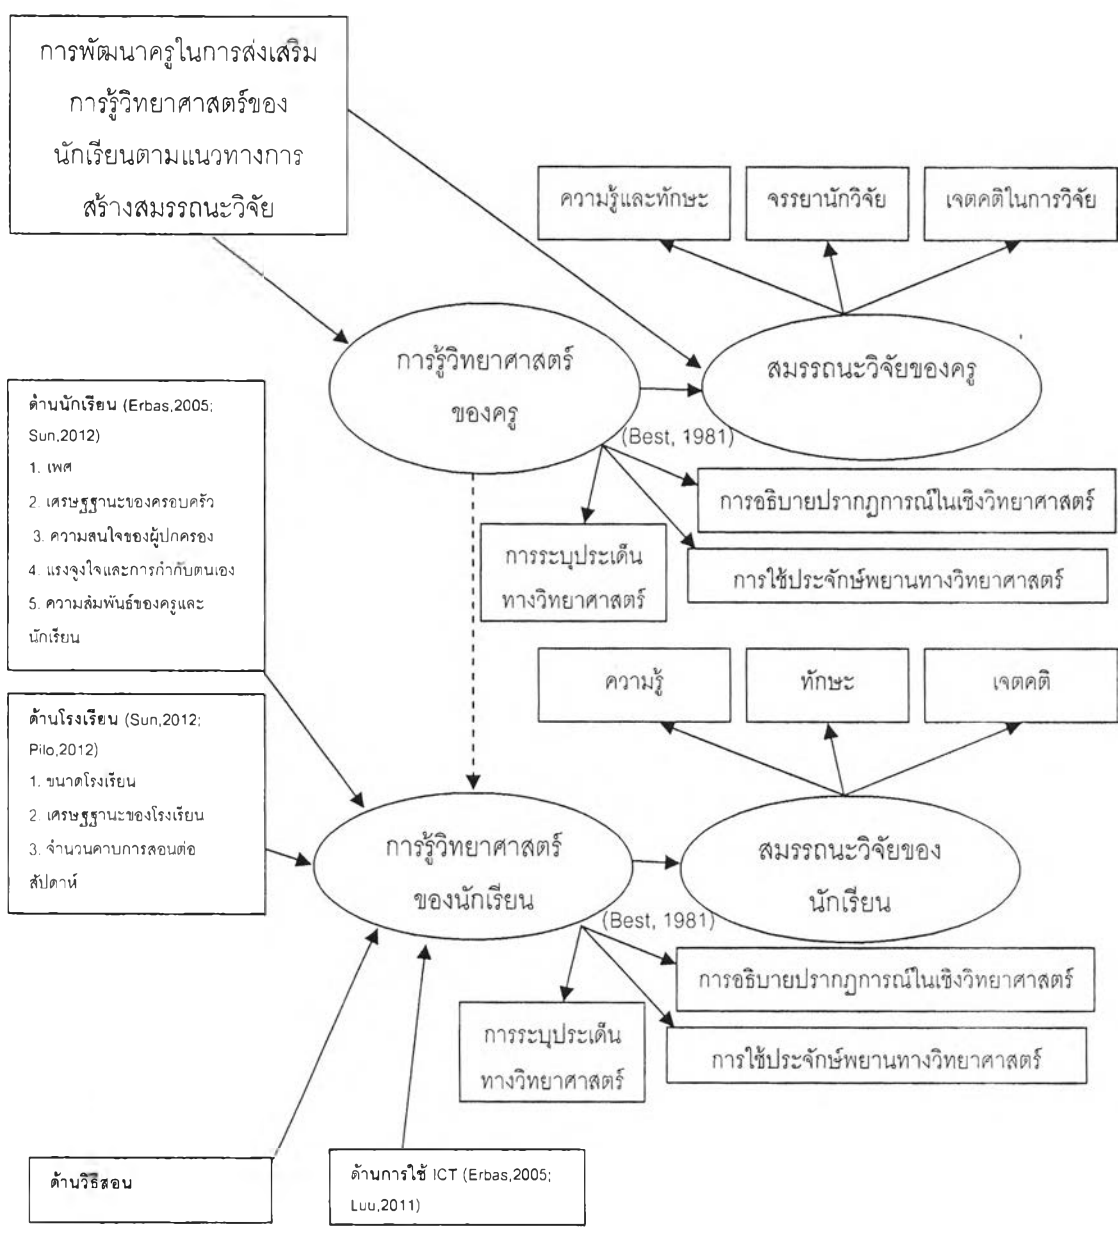 การพัฒนาครูในการส่งเสริม
การรู้วิทยาศาสตร์ของ
นักเรียนตามแนวทางการ
สร้างสมรรถนะวิจัย
ความรู้และทักษะ
จรรยานักวิจัย
เจตคติในการวิจัย
การรู้วิทยาศาสตร์
ของครู
สมรรถนะวิจัยของครู
(Best, 1981)
การอธิบายปรากฏการณ์ในเชิงวิทยาศาสตร์
การระบุประเด็น
ทางวิทยาศาสตร์
การใช้ประจักษ์พยานทางวิทยาศาสตร์
ด้านนักเรียน (Erbas,2005;
Sun,2012)
1. เพศ
2. เศรษฐฐานะของครอบครัว
3. ความสนใจของผู้ปกครอง
4. แรงจูงใจและการกำกับตนเอง
5. ความสัมพันธ์ของครูและ
นักเรียน
ความรู้
ทักษะ
เจตคติ
ด้านโรงเรียน (Sun,2012;
Pilo,2012)
1. ขนาดโรงเรียน
2. เศรษฐฐานะของโรงเรียน
3. จำนวนคาบการสอนต่อ
สัปดาห์
การรู้วิทยาศาสตร์
ของนักเรียน
สมรรถนะวิจัยของ
นักเรียน
(Best, 1981)
การอธิบายปรากฏการณ์ในเชิงวิทยาศาสตร์
การระบุประเด็น
ทางวิทยาศาสตร์
การใช้ประจักษ์พยานทางวิทยาศาสตร์
ด้านวิธีสอน
ด้านการใช้ ICT (Erbas,2005;
Luu,2011)